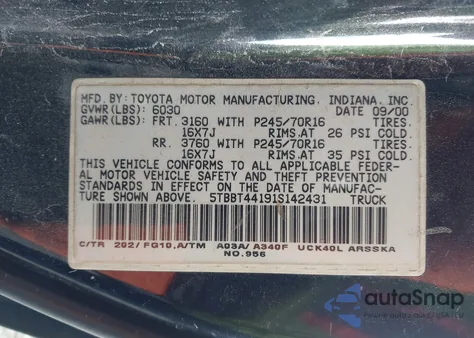 MFD. BY: TOYOTA MOTOR MANUFACTURING, INDIANA, INC.
GVWR(LBS): 6030 09/00
GAWR(LBS): FRT. 3160 WITH P245/70R16 TIRES.
16X7J RIMS.AT 26 PSI COLD.
RR. 3760 WITH P245/70R16 TIRES.
16X7J RIMS.AT 35 PSI COLD.
THIS VEHICLE CONFORMS TO ALL APPLICABLE FEDER-
AL MOTOR VEHICLE SAFETY AND THEFT PREVENTION
STANDARDS IN EFFECT ON THE DATE OF MANUFAC-
TURE SHOWN ABOVE. 5TBBT44191S142431 TRUCK
C/TR 202/FG10,A/TM A03A/A340F UCK40L ARSSKA
NO.956
autoSnap